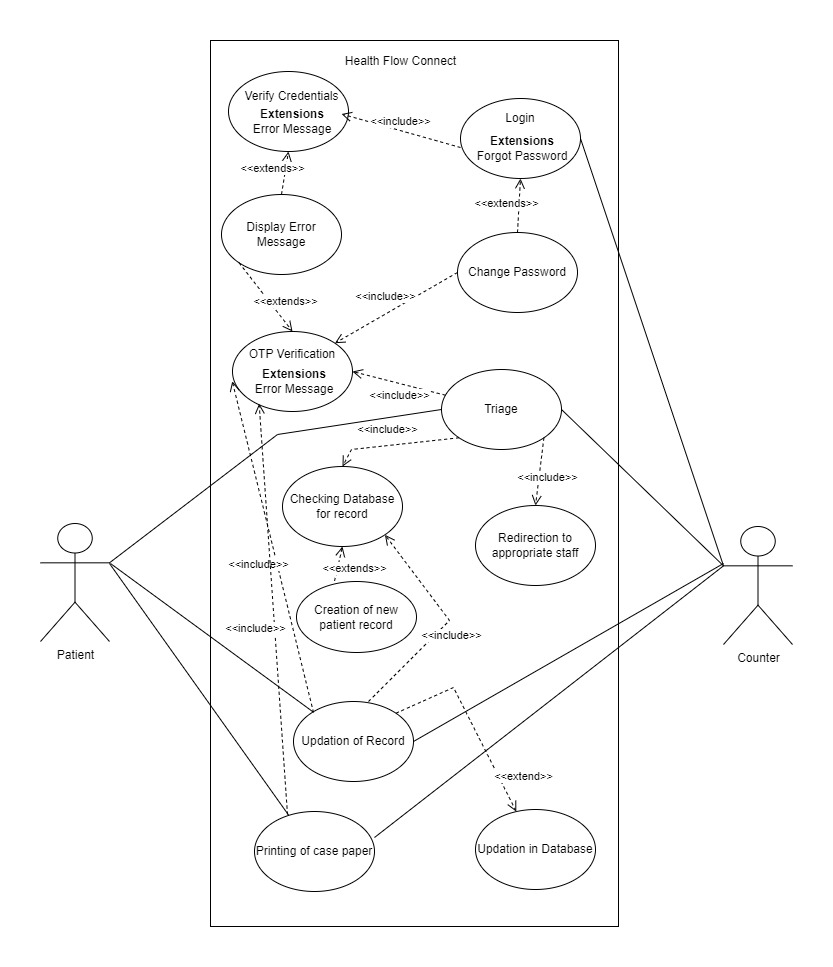 Health Flow Connect
Verify Credentials
Extensions
Error Message
<<include>>
Login
Extensions
Forgot Password
<<extends>>
<<extends>>
Display Error
Message
Change Password
<<extends>>
<<include>>
OTP Verification
Extensions
Error Message
<<include>>
Triage
<<include>>
Checking Database
for record
<<include>>
Redirection to
appropriate staff
<<include>>
<<extends>>
Creation of new
patient record
<<include>>
<<include>>
Patient
Counter
Updation of Record
<<extend>>
Printing of case paper
Updation in Database